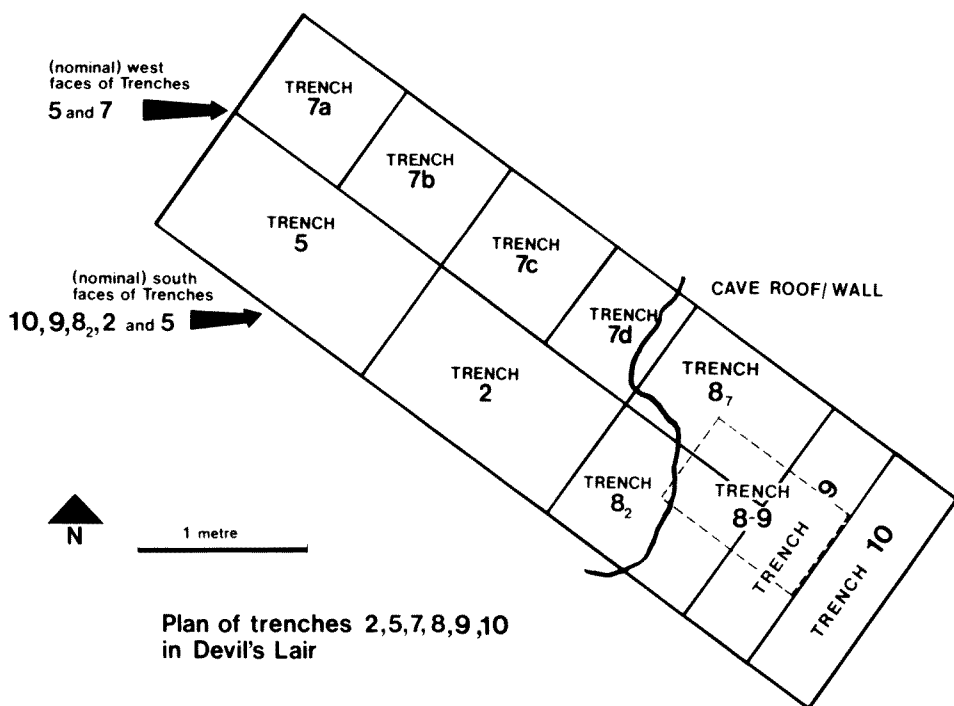 (nominal) west
faces of Trenches
5 and 7
TRENCH
7a
TRENCH
7b
TRENCH
5
TRENCH
7c
(nominal) south
faces of Trenches
10, 9, 8₂, 2 and 5
CAVE ROOF/WALL
TRENCH
7d
TRENCH
2
TRENCH
8₇
TRENCH
8₂
TRENCH
8-9
TRENCH 9
TRENCH 10
N
1 metre
Plan of trenches 2,5,7,8,9,10
in Devil's Lair